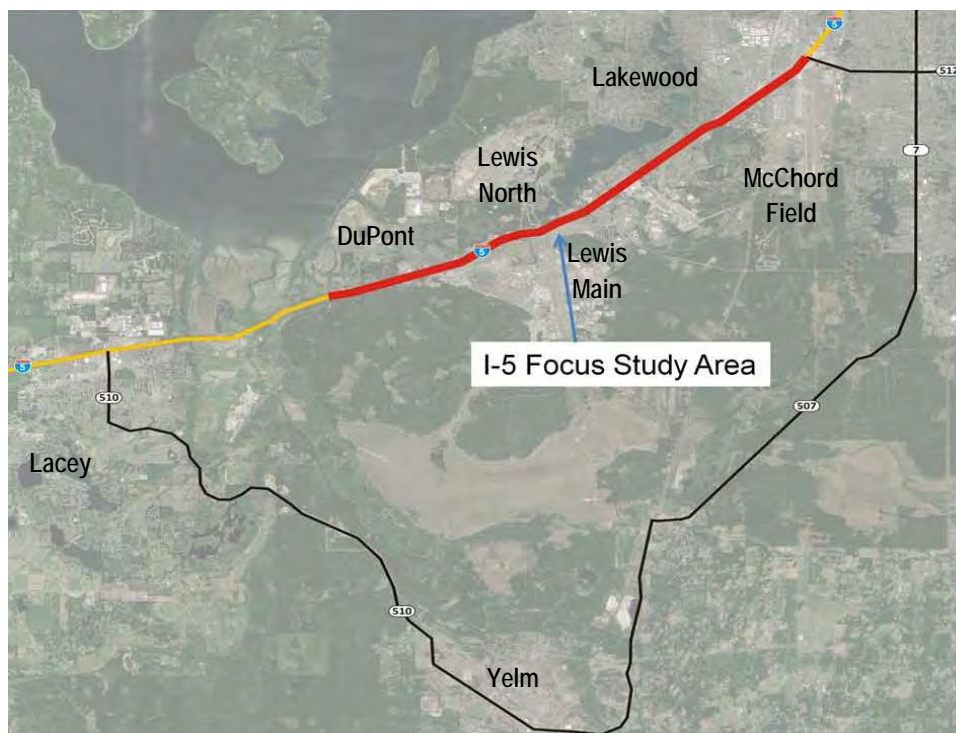 5
Lakewood
512
7
Lewis
North
McChord
Field
DuPont
5
Lewis
Main
I-5 Focus Study Area
5
510
507
Lacey
510
Yelm